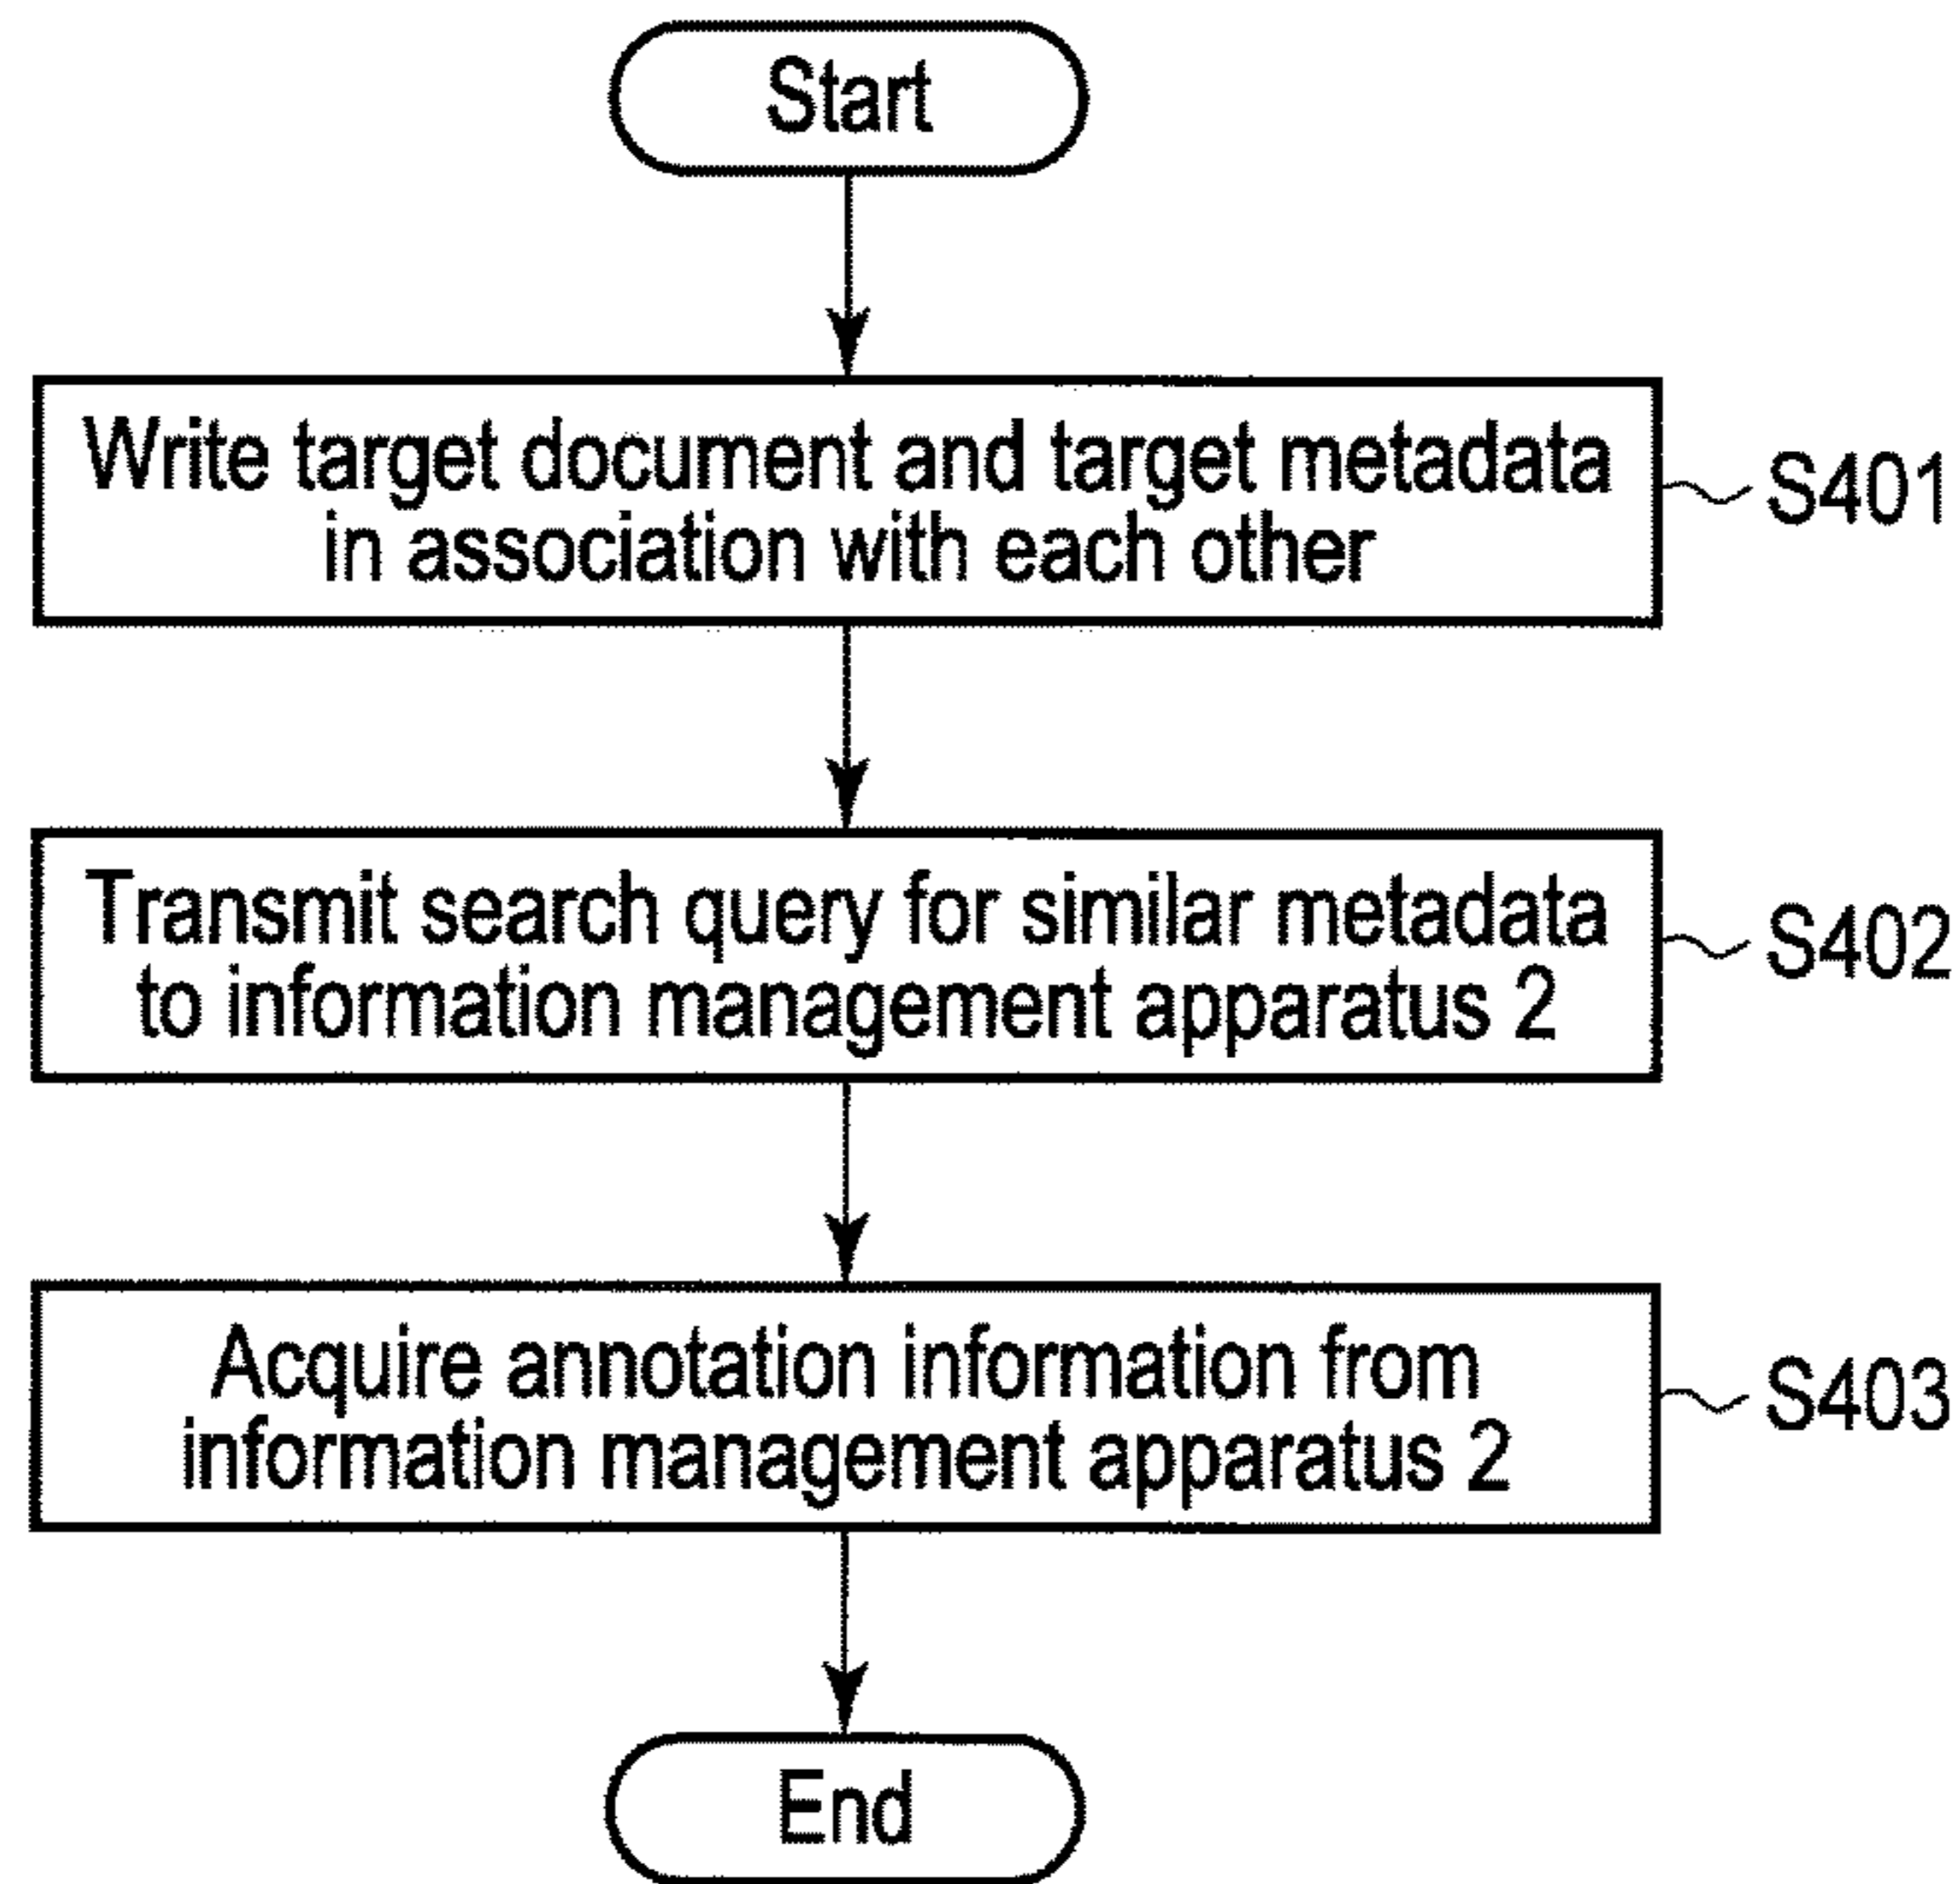 Start
Write target document and target metadata
in association with each other
S401
Transmit search query for similar metadata
to information management apparatus 2
S402
Acquire annotation information from
information management apparatus 2
S403
End